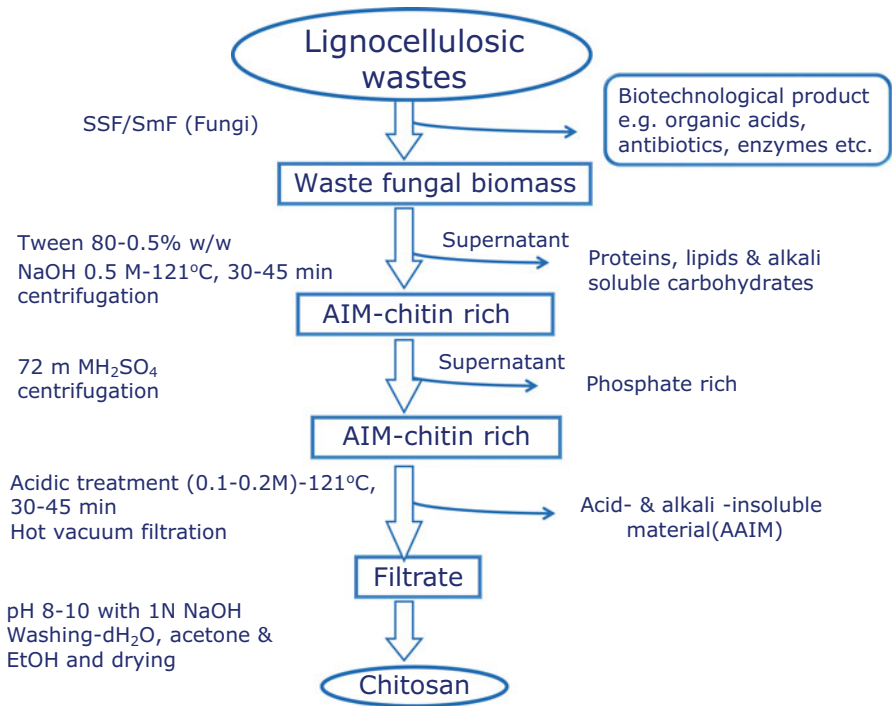 Lignocellulosic
wastes
SSF/SmF (Fungi)
Biotechnological product
e.g. organic acids,
antibiotics, enzymes etc.
Waste fungal biomass
Tween 80-0.5% w/w
NaOH 0.5 M-121°C, 30-45 min
centrifugation
Supernatant
Proteins, lipids & alkali
soluble carbohydrates
AIM-chitin rich
72 m MH₂SO₄
centrifugation
Supernatant
Phosphate rich
AIM-chitin rich
Acidic treatment (0.1-0.2M)-121°C,
30-45 min
Hot vacuum filtration
Acid- & alkali -insoluble
material(AAIM)
Filtrate
pH 8-10 with 1N NaOH
Washing-dH₂O, acetone &
EtOH and drying
Chitosan